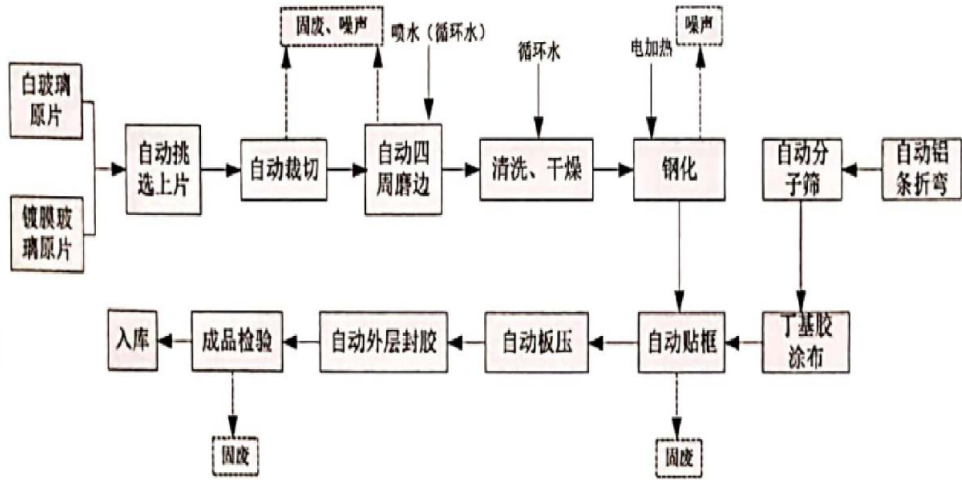 固废、噪声
喷水（循环水）
循环水
电加热
噪声
白玻璃
原片
镀膜玻
璃原片
自动挑
选上片
自动裁切
自动四
周磨边
清洗、干燥
钢化
自动分
子筛
自动铝
条折弯
入库
成品检验
自动外层封胶
自动板压
自动贴框
丁基胶
涂布
固废
固废